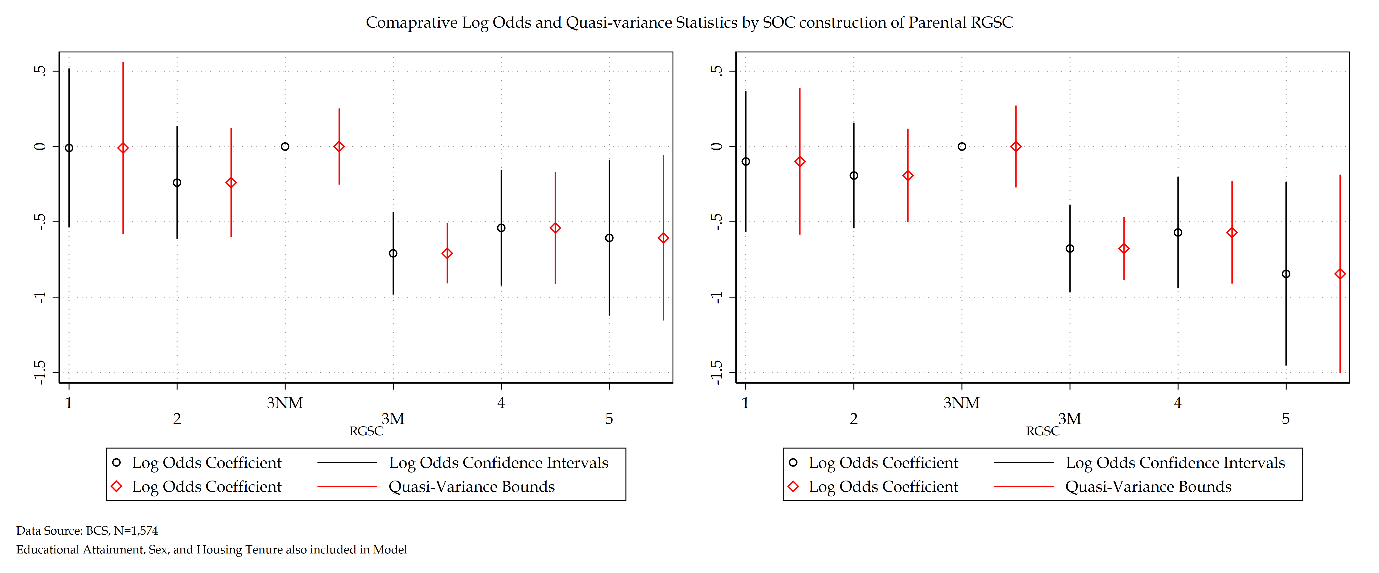 Comaprative Log Odds and Quasi-variance Statistics by SOC construction of Parental RGSC
.5
0
-.5
-1
-1.5
1
2
3NM
3M
4
5
RGSC
Log Odds Coefficient
Log Odds Confidence Intervals
Log Odds Coefficient
Quasi-Variance Bounds
.5
0
-.5
-1
-1.5
1
2
3NM
3M
4
5
RGSC
Log Odds Coefficient
Log Odds Confidence Intervals
Log Odds Coefficient
Quasi-Variance Bounds
Data Source: BCS, N=1,574
Educational Attainment, Sex, and Housing Tenure also included in Model